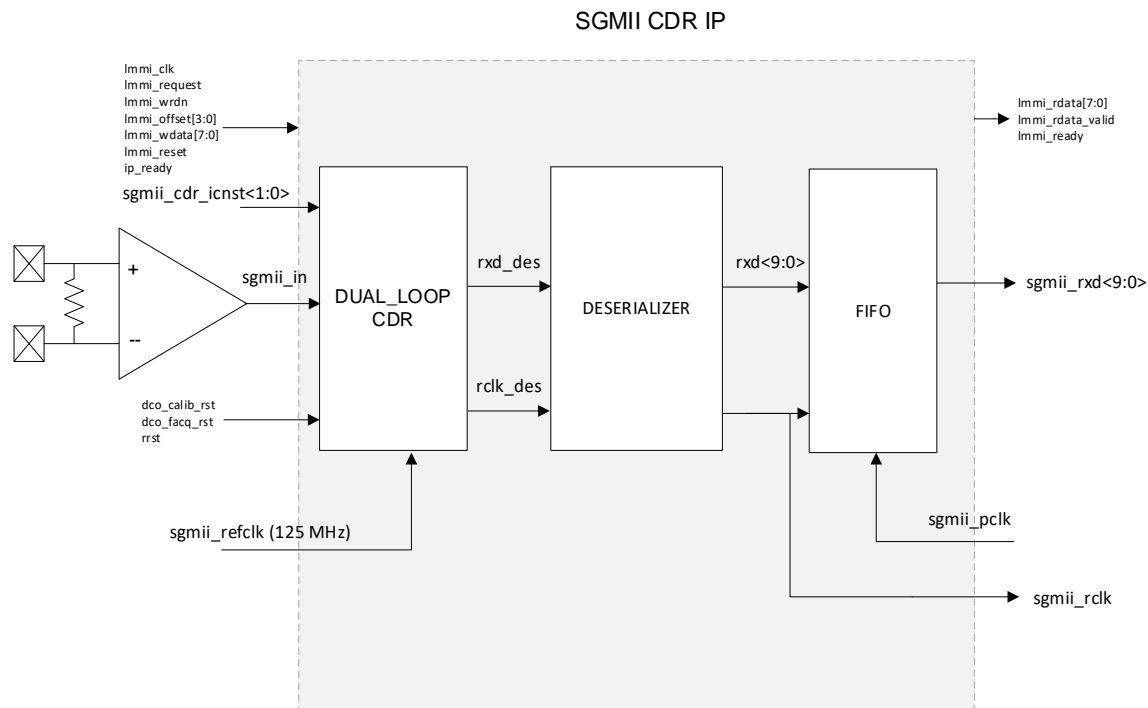 SGMII CDR IP
lmmi_clk
lmmi_request
lmmi_wrdn
lmmi_offset[3:0]
lmmi_wdata[7:0]
lmmi_reset
ip_ready
lmmi_rdata[7:0]
lmmi_rdata_valid
lmmi_ready
sgmii_cdr_icnst<1:0>
+
--
sgmii_in
DUAL_LOOP
CDR
rxd_des
rclk_des
DESERIALIZER
rxd<9:0>
FIFO
sgmii_rxd<9:0>
dco_calib_rst
dco_facq_rst
rrst
sgmii_refclk (125 MHz)
sgmii_pclk
sgmii_rclk